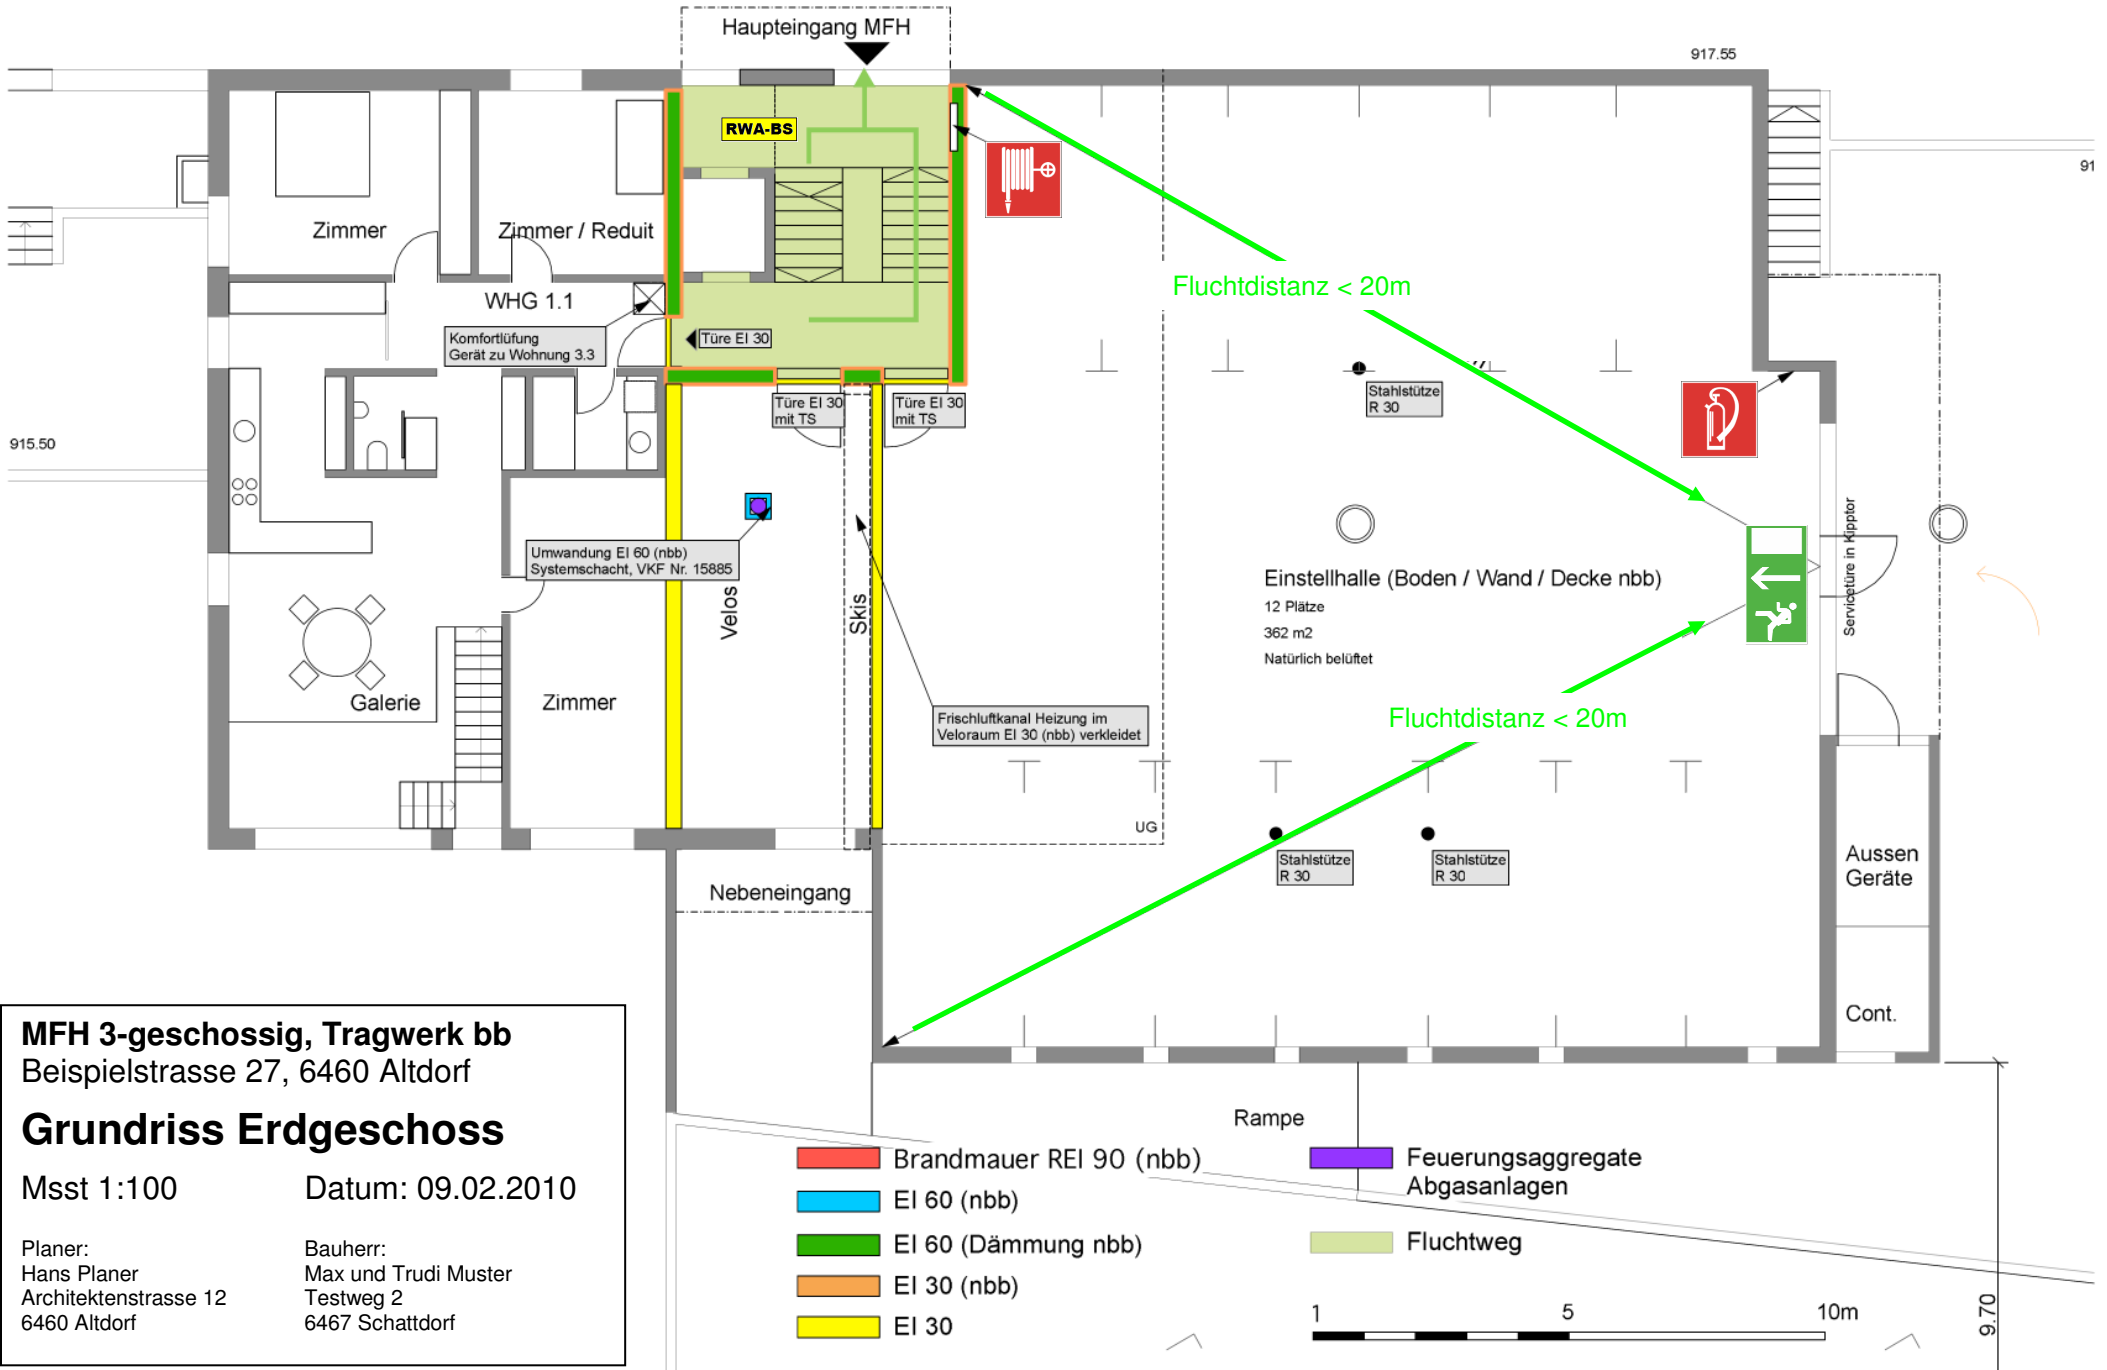 Haupteingang MFH
917.55
RWA-BS
91
Zimmer
Zimmer / Reduit
WHG 1.1
Fluchtdistanz < 20m
Komfortlüfung
Gerät zu Wohnung 3.3
Türe EI 30
Türe EI 30
mit TS
Türe EI 30
mit TS
Stahlstütze
R 30
915.50
Servicetüre in Kipptor
Umwandung EI 60 (nbb)
Systemschacht, VKF Nr. 15885
Velos
Skis
Einstellhalle (Boden / Wand / Decke nbb)
12 Plätze
362 m2
Natürlich belüftet
Galerie
Zimmer
Frischluftkanal Heizung im
Veloraum EI 30 (nbb) verkleidet
Fluchtdistanz < 20m
UG
Stahlstütze
R 30
Stahlstütze
R 30
Aussen
Geräte
Nebeneingang
Cont.
MFH 3-geschossig, Tragwerk bb
Beispielstrasse 27, 6460 Altdorf
Grundriss Erdgeschoss
Msst 1:100 Datum: 09.02.2010
Planer:
Hans Planer
Architektenstrasse 12
6460 Altdorf
Bauherr:
Max und Trudi Muster
Testweg 2
6467 Schattdorf
Rampe
Brandmauer REI 90 (nbb)
EI 60 (nbb)
EI 60 (Dämmung nbb)
EI 30 (nbb)
EI 30
Feuerungsaggregate
Abgasanlagen
Fluchtweg
1 5 10m
9.70